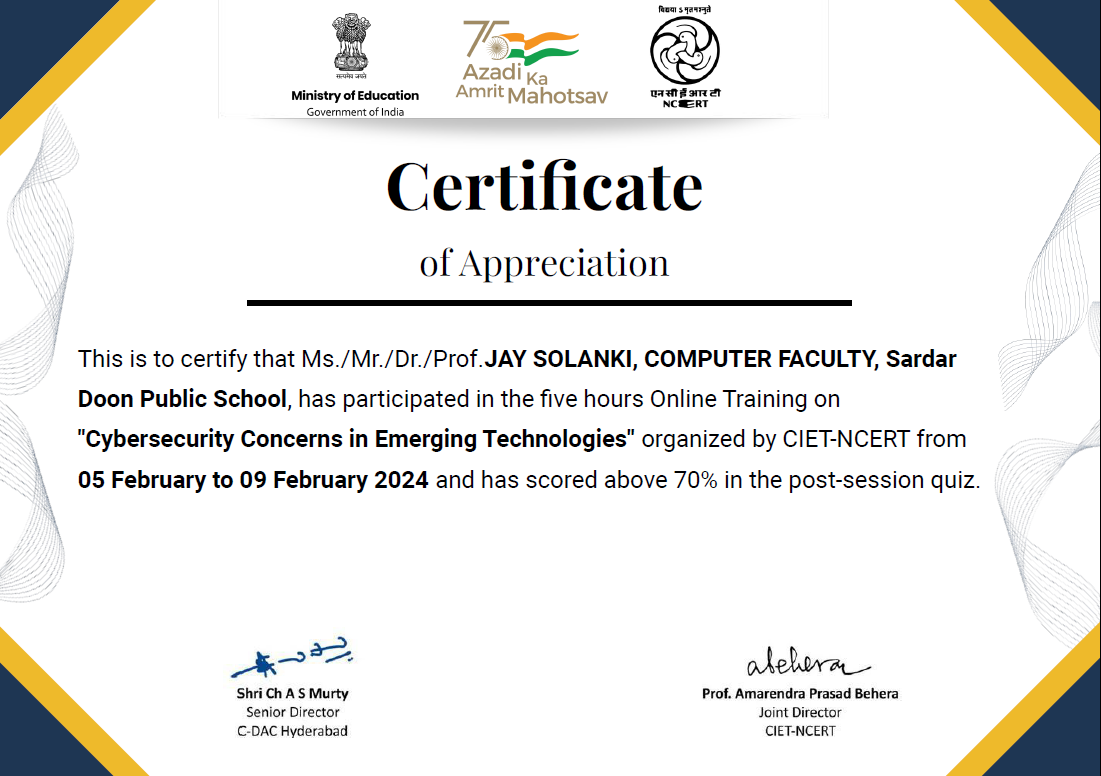 सत्यमेव जयते
Ministry of Education
Government of India
75
Azadi Ka
Amrit Mahotsav
विद्यया ऽ मृतमश्नुते
एन सी ई आर टी
NCERT
Certificate
of Appreciation
This is to certify that Ms./Mr./Dr./Prof.JAY SOLANKI, COMPUTER FACULTY, Sardar
Doon Public School, has participated in the five hours Online Training on
"Cybersecurity Concerns in Emerging Technologies" organized by CIET-NCERT from
05 February to 09 February 2024 and has scored above 70% in the post-session quiz.
abehera
Shri Ch A S Murty
Senior Director
C-DAC Hyderabad
Prof. Amarendra Prasad Behera
Joint Director
CIET-NCERT